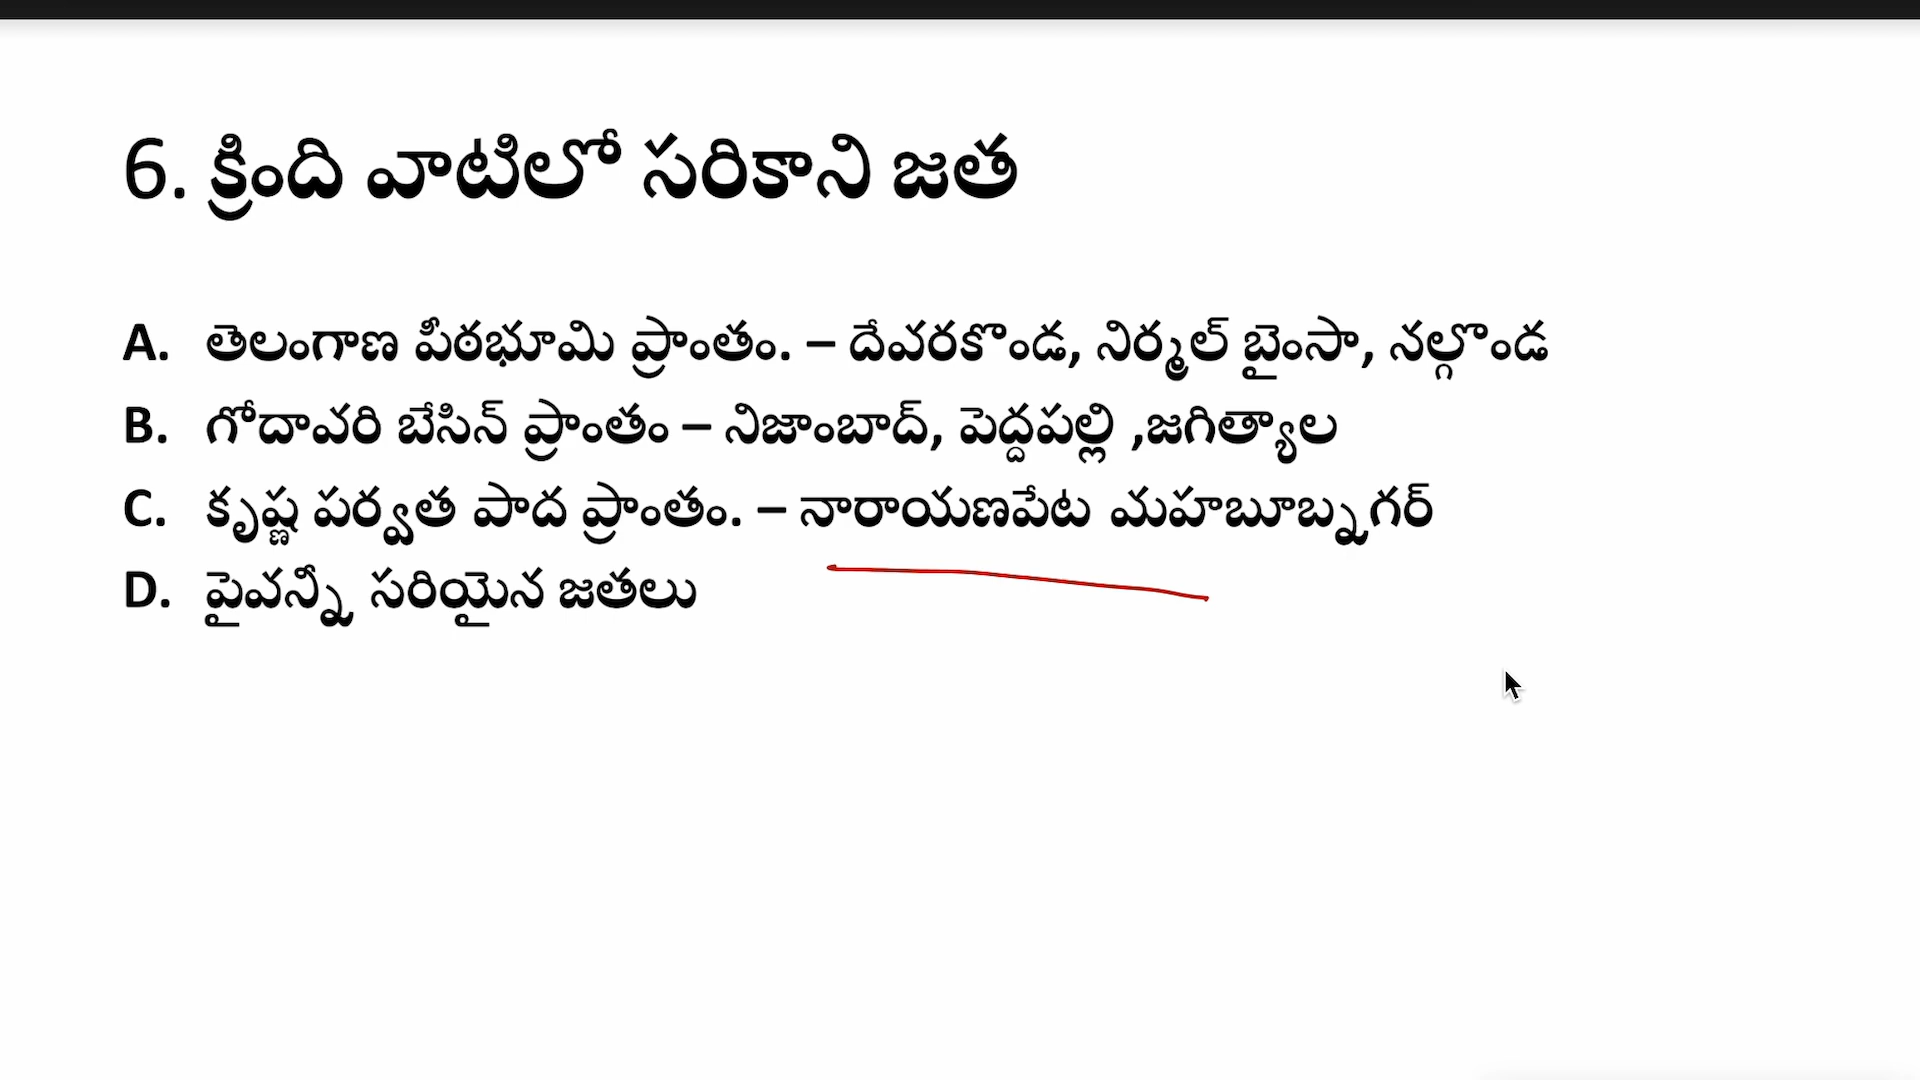 6. క్రింది వాటిలో సరికాని జత
A. తెలంగాణ పీఠభూమి ప్రాంతం. – దేవరకొండ, నిర్మల్ బైంసా, నల్గొండ
B. గోదావరి బేసిన్ ప్రాంతం – నిజాంబాద్, పెద్దపల్లి ,జగిత్యాల
C. కృష్ణ పర్వత పాద ప్రాంతం. – నారాయణపేట మహబూబ్నగర్
D. పైవన్నీ సరియైన జతలు